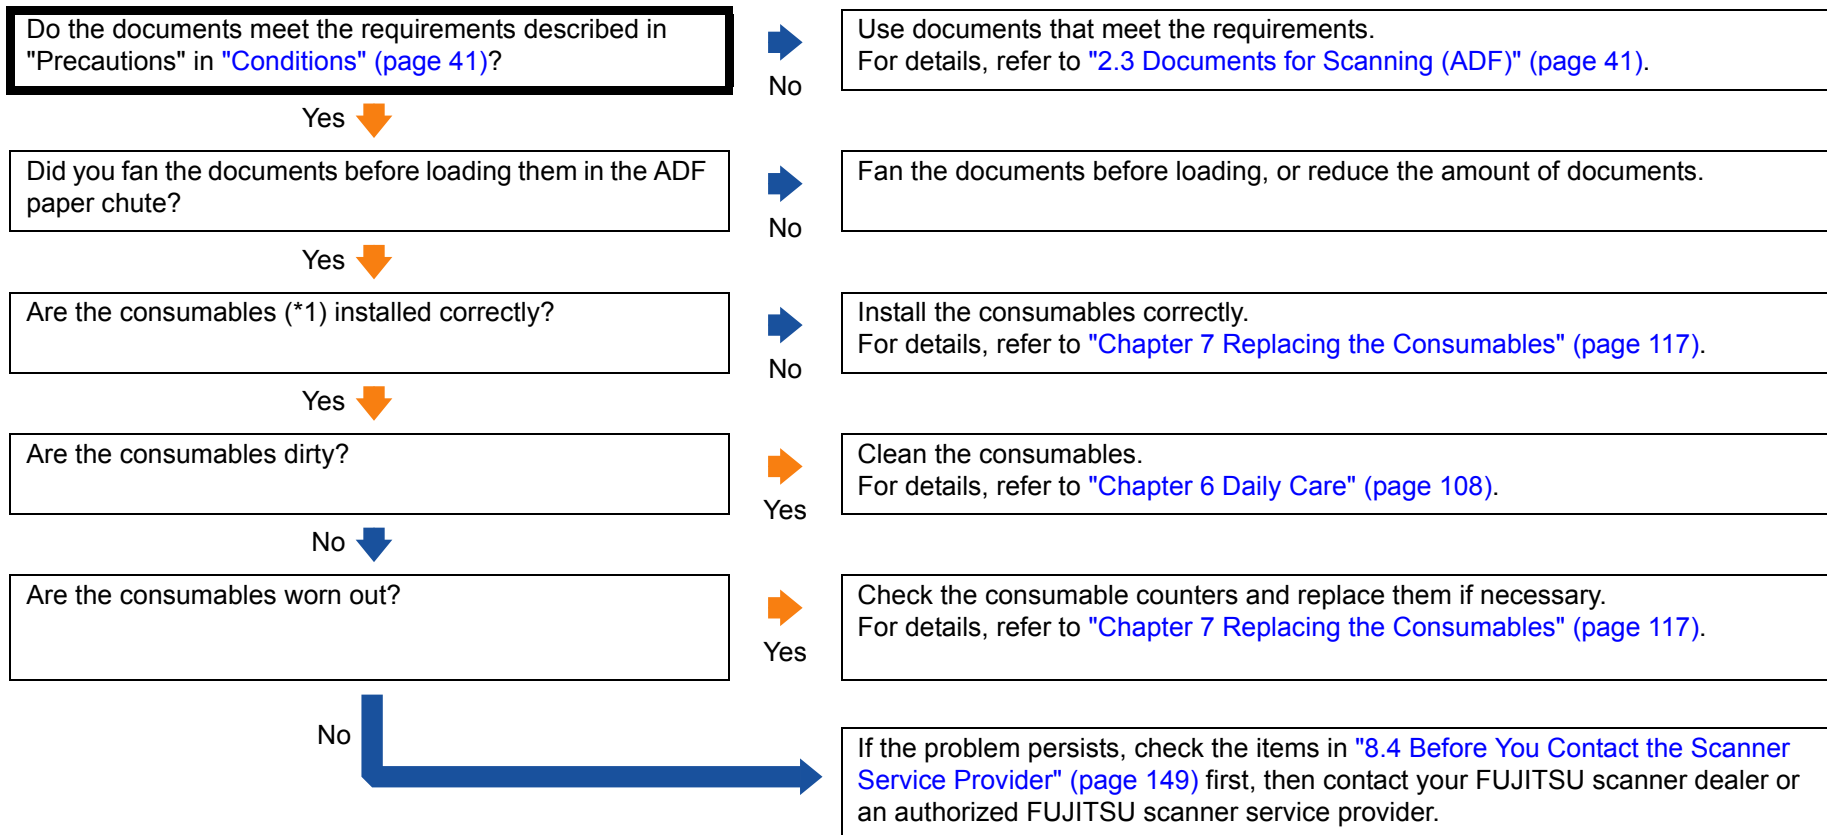 Do the documents meet the requirements described in
"Precautions" in "Conditions" (page 41)?
No
Use documents that meet the requirements.
For details, refer to "2.3 Documents for Scanning (ADF)" (page 41).
Yes
Did you fan the documents before loading them in the ADF
paper chute?
No
Fan the documents before loading, or reduce the amount of documents.
Yes
Are the consumables (*1) installed correctly?
No
Install the consumables correctly.
For details, refer to "Chapter 7 Replacing the Consumables" (page 117).
Yes
Are the consumables dirty?
Yes
Clean the consumables.
For details, refer to "Chapter 6 Daily Care" (page 108).
No
Are the consumables worn out?
Yes
Check the consumable counters and replace them if necessary.
For details, refer to "Chapter 7 Replacing the Consumables" (page 117).
No
If the problem persists, check the items in "8.4 Before You Contact the Scanner
Service Provider" (page 149) first, then contact your FUJITSU scanner dealer or
an authorized FUJITSU scanner service provider.